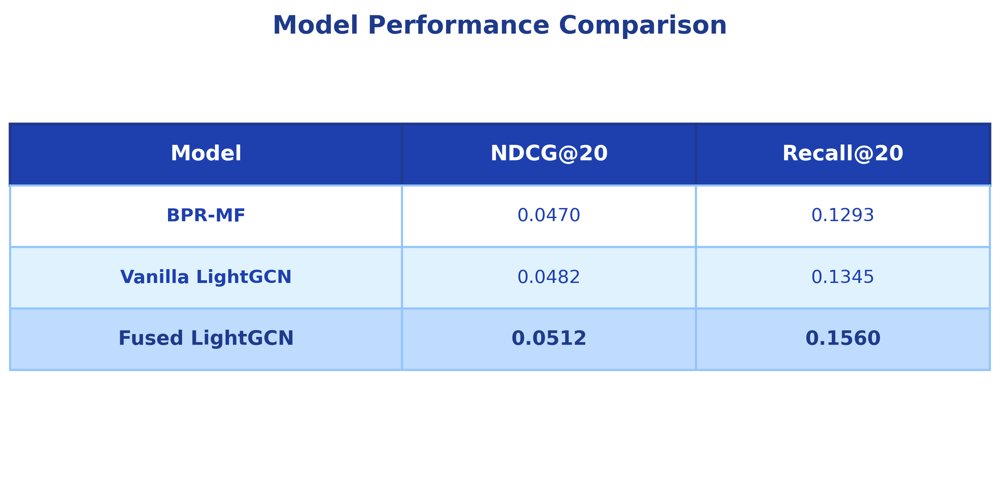 Model Performance Comparison
Model NDCG@20 Recall@20
BPR-MF 0.0470 0.1293
Vanilla LightGCN 0.0482 0.1345
Fused LightGCN 0.0512 0.1560